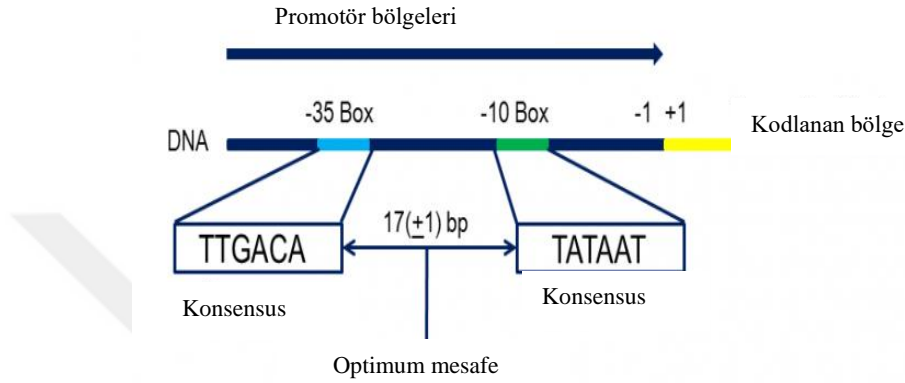 Promotör bölgeleri
-35 Box -10 Box -1 +1
DNA
Kodlanan bölge
17(±1) bp
TTGACA TATAAT
Konsensus Konsensus
Optimum mesafe